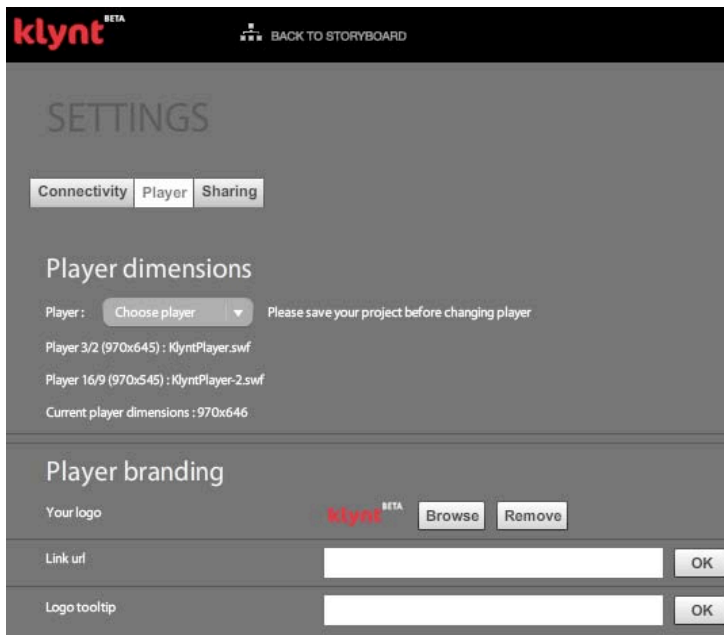 klynt BETA BACK TO STORYBOARD
SETTINGS
Connectivity Player Sharing
Player dimensions
Player : Choose player Please save your project before changing player
Player 3/2 (970x645) : KlyntPlayer.swf
Player 16/9 (970x545) : KlyntPlayer-2.swf
Current player dimensions : 970x646
Player branding
Your logo klynt BETA Browse Remove
Link url OK
Logo tooltip OK